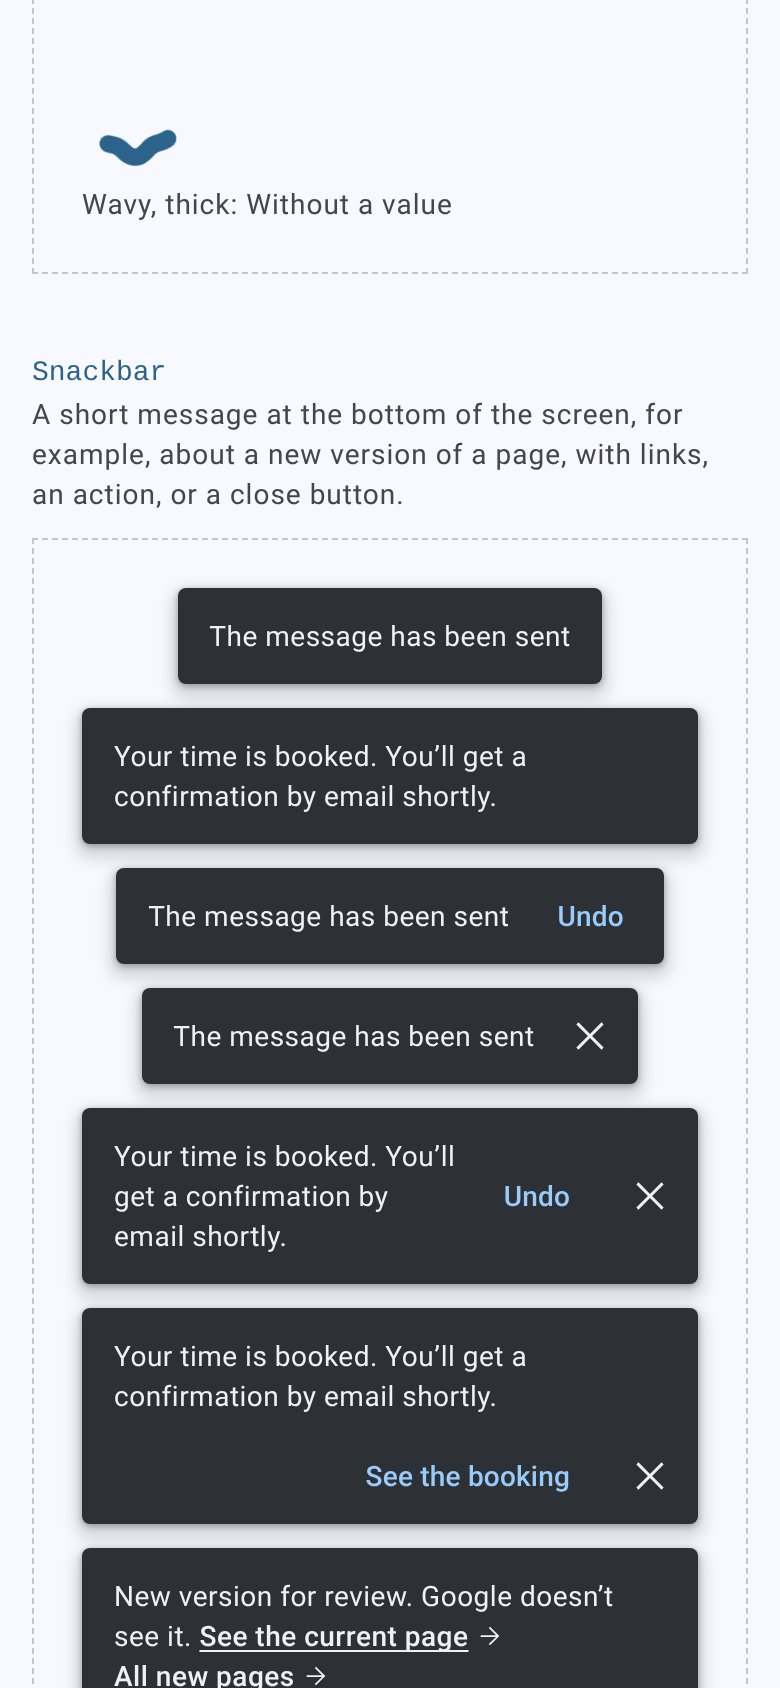 Wavy, thick: Without a value
Snackbar
A short message at the bottom of the screen, for
example, about a new version of a page, with links,
an action, or a close button.
The message has been sent
Your time is booked. You’ll get a
confirmation by email shortly.
The message has been sent Undo
The message has been sent
Your time is booked. You’ll
get a confirmation by
email shortly.
Undo
Your time is booked. You’ll get a
confirmation by email shortly.
See the booking
New version for review. Google doesn’t
see it. See the current page →
All new pages →